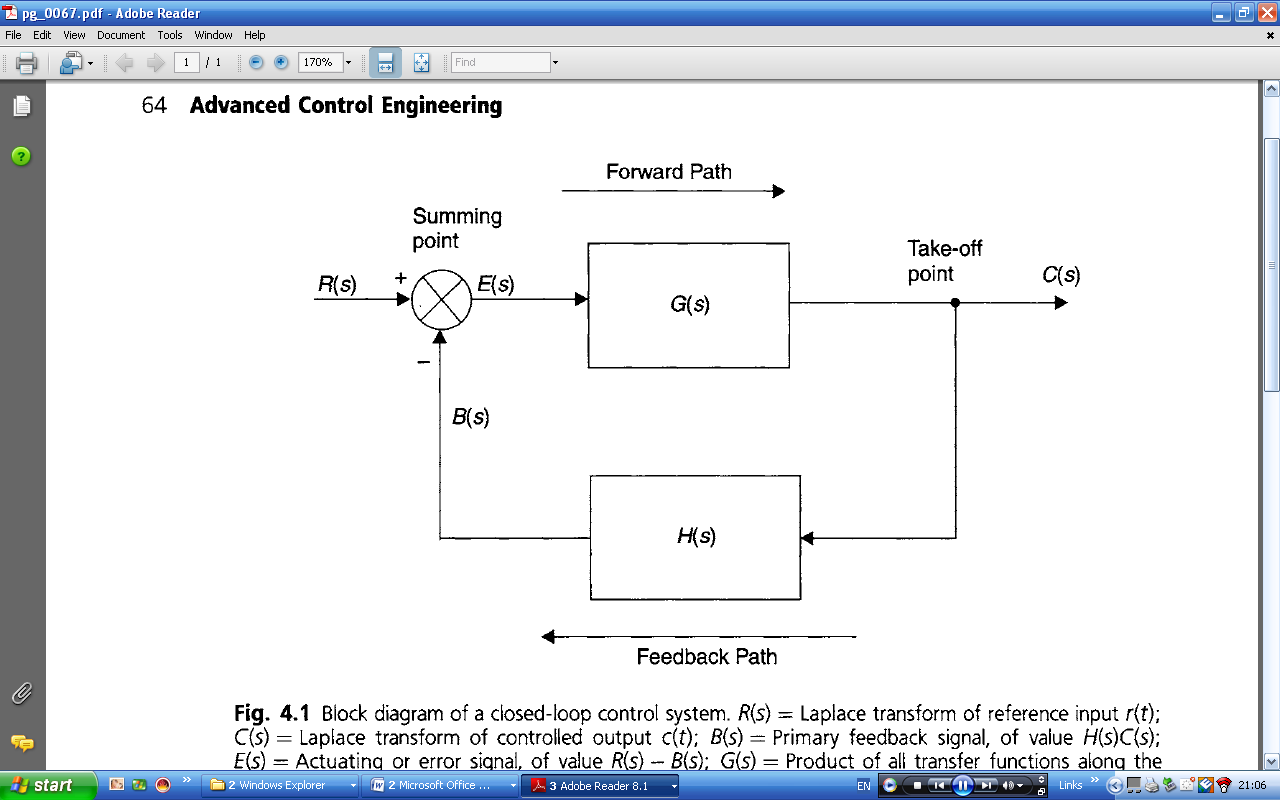 pg_0067.pdf - Adobe Reader
File Edit View Document Tools Window Help
1 / 1 170% Find
64 Advanced Control Engineering
Forward Path
Summing
point
Take-off
point
R(s) + E(s) G(s) C(s)
−
B(s)
H(s)
Feedback Path
Fig. 4.1 Block diagram of a closed-loop control system. R(s) = Laplace transform of reference input r(t);
C(s) = Laplace transform of controlled output c(t); B(s) = Primary feedback signal, of value H(s)C(s);
E(s) = Actuating or error signal, of value R(s) − B(s); G(s) = Product of all transfer functions along the
start » 2 Windows Explorer 2 Microsoft Office ... 3 Adobe Reader 8.1 EN Links » 21:06